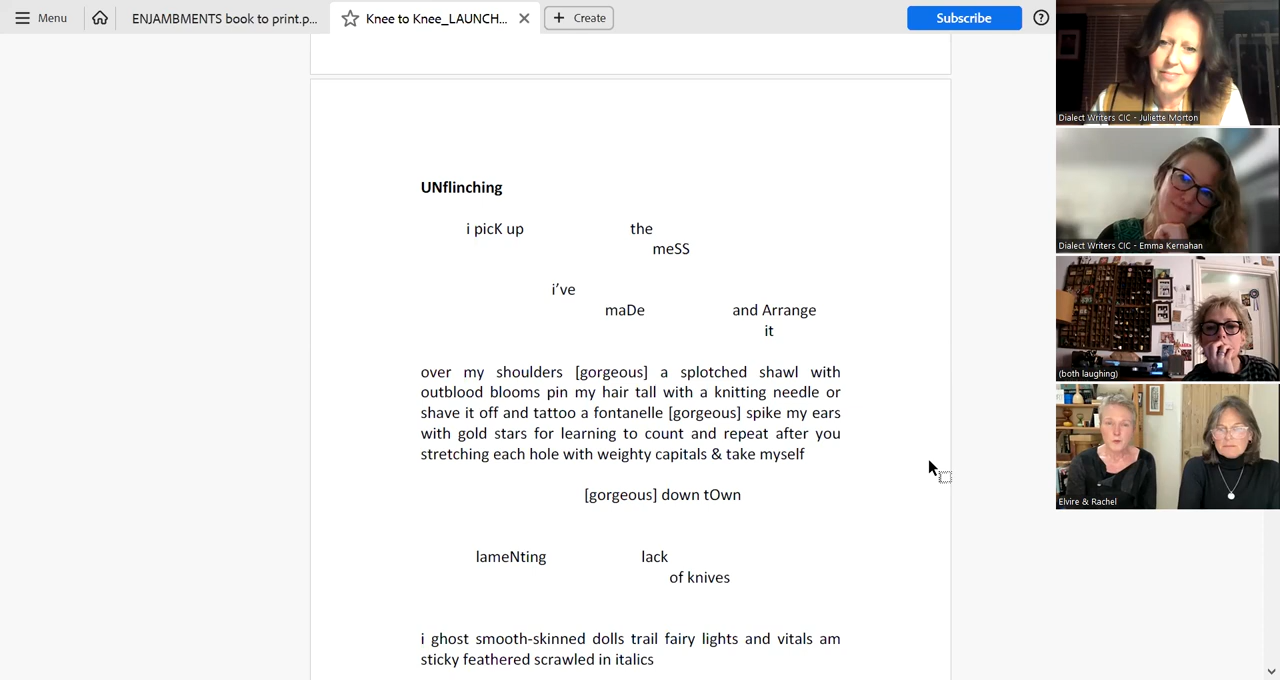 Menu
ENJAMBMENTS book to print.p...
Knee to Knee_LAUNCH...
Create
Subscribe
UNflinching
i picK up the
meSS
i've
maDe and Arrange
it
over my shoulders [gorgeous] a splotched shawl with
outblood blooms pin my hair tall with a knitting needle or
shave it off and tattoo a fontanelle [gorgeous] spike my ears
with gold stars for learning to count and repeat after you
stretching each hole with weighty capitals & take myself
[gorgeous] down tOwn
lameNting lack
of knives
i ghost smooth-skinned dolls trail fairy lights and vitals am
sticky feathered scrawled in italics
Dialect Writers CIC - Juliette Morton
Dialect Writers CIC - Emma Kernahan
(both laughing)
Elvire & Rachel